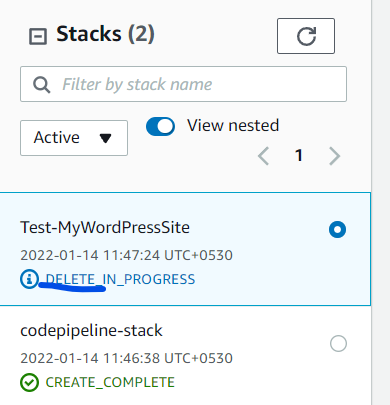 Stacks (2)
Filter by stack name
Active
View nested
1
Test-MyWordPressSite
2022-01-14 11:47:24 UTC+0530
DELETE_IN_PROGRESS
codepipeline-stack
2022-01-14 11:46:38 UTC+0530
CREATE_COMPLETE